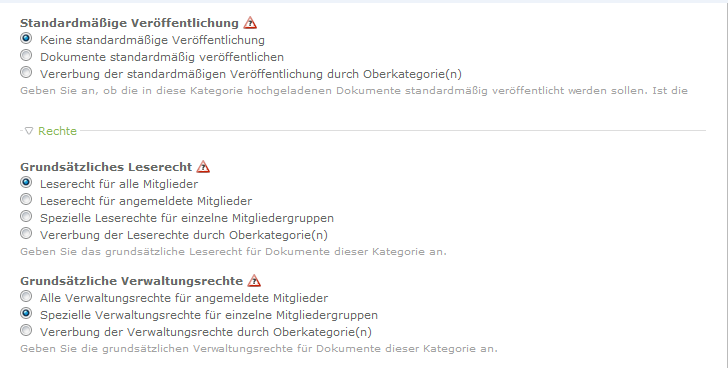 Standardmäßige Veröffentlichung
Keine standardmäßige Veröffentlichung
Dokumente standardmäßig veröffentlichen
Vererbung der standardmäßigen Veröffentlichung durch Oberkategorie(n)
Geben Sie an, ob die in diese Kategorie hochgeladenen Dokumente standardmäßig veröffentlicht werden sollen. Ist die
Rechte
Grundsätzliches Leserecht
Leserecht für alle Mitglieder
Leserecht für angemeldete Mitglieder
Spezielle Leserechte für einzelne Mitgliedergruppen
Vererbung der Leserechte durch Oberkategorie(n)
Geben Sie das grundsätzliche Leserecht für Dokumente dieser Kategorie an.
Grundsätzliche Verwaltungsrechte
Alle Verwaltungsrechte für angemeldete Mitglieder
Spezielle Verwaltungsrechte für einzelne Mitgliedergruppen
Vererbung der Verwaltungsrechte durch Oberkategorie(n)
Geben Sie die grundsätzlichen Verwaltungsrechte für Dokumente dieser Kategorie an.